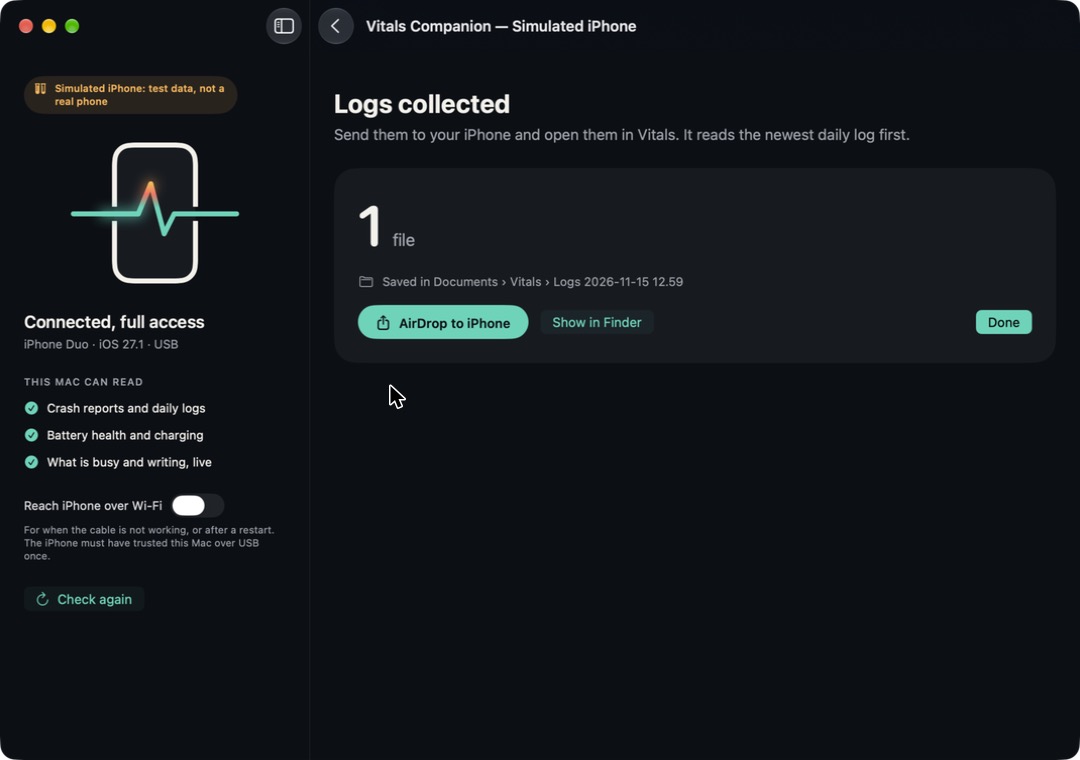 Vitals Companion — Simulated iPhone
Simulated iPhone: test data, not a
real phone
Connected, full access
iPhone Duo · iOS 27.1 · USB
THIS MAC CAN READ
Crash reports and daily logs
Battery health and charging
What is busy and writing, live
Reach iPhone over Wi-Fi
For when the cable is not working, or after a restart.
The iPhone must have trusted this Mac over USB
once.
Check again
Logs collected
Send them to your iPhone and open them in Vitals. It reads the newest daily log first.
1 file
Saved in Documents › Vitals › Logs 2026-11-15 12.59
AirDrop to iPhone
Show in Finder
Done